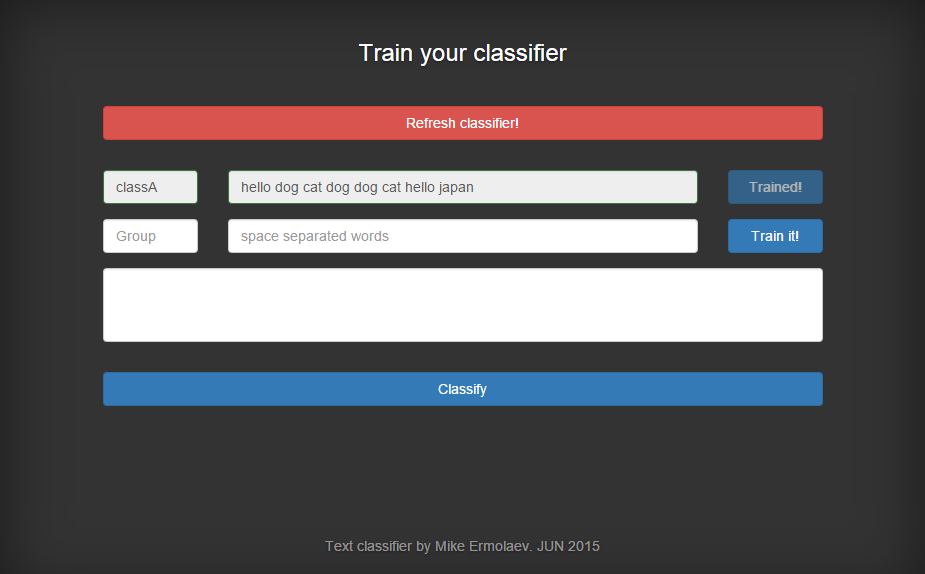 Train your classifier
Refresh classifier!
classA hello dog cat dog dog cat hello japan Trained!
Group space separated words Train it!
Classify
Text classifier by Mike Ermolaev. JUN 2015